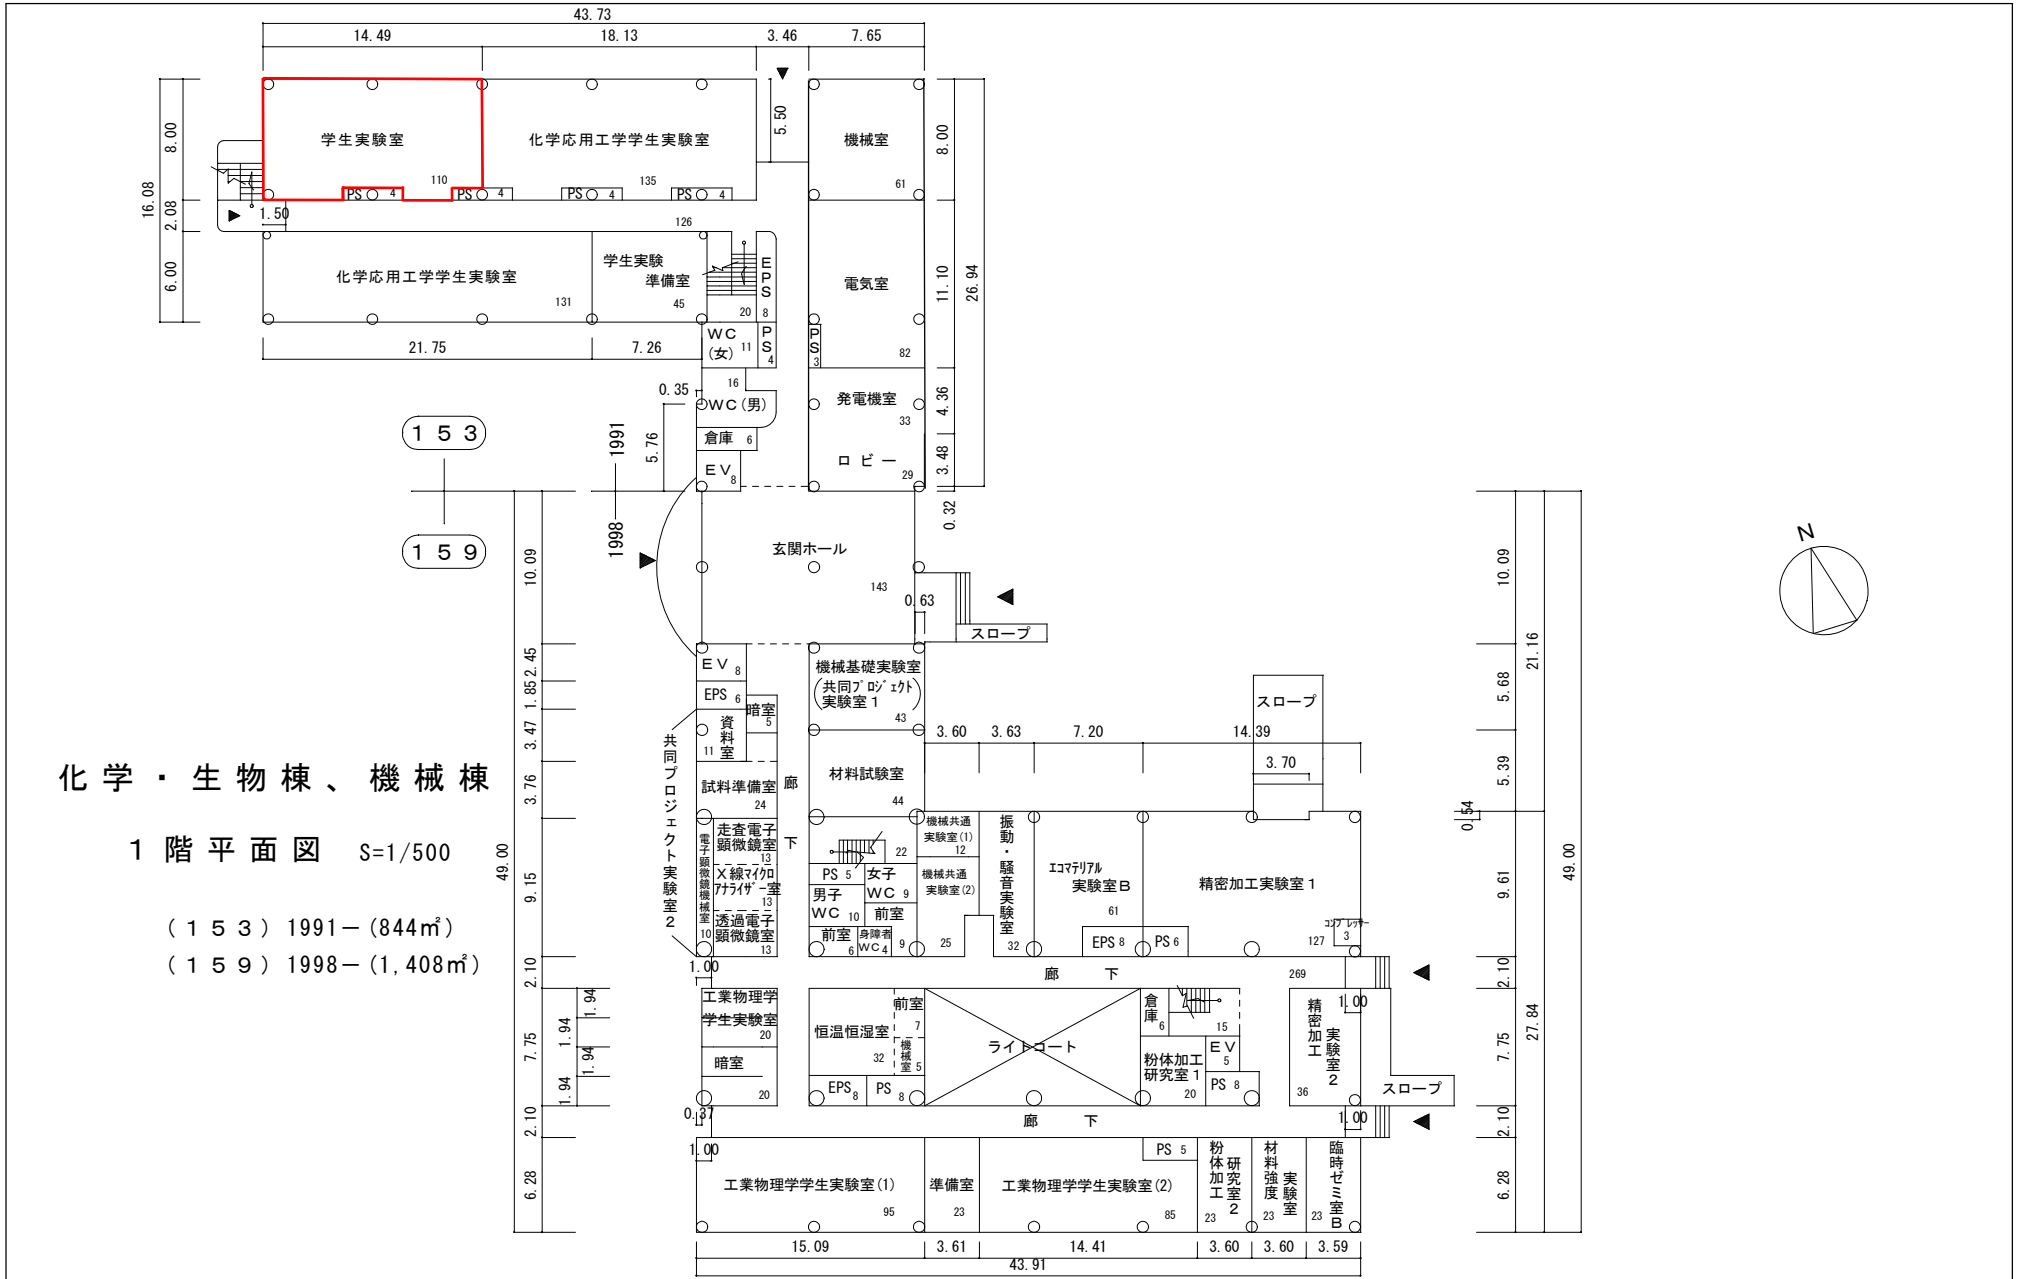 43.73
14.49 18.13 3.46 7.65
5.50
8.00
学生実験室
110
化学応用工学学生実験室
135
機械室
61
8.00
PS 4
PS 4
PS 4
PS 4
16.08
2.08
1.50
126
6.00
化学応用工学学生実験室
131
学生実験
準備室
45
20
EPS
8
電気室
82
11.10
26.94
21.75 7.26
WC
(女) 11
PS
4
PS
3
16
WC(男)
0.35
発電機室
33
4.36
倉庫 6
5.76
EV 8
ロビー
29
3.48
153
1991
1998
159
0.32
玄関ホール
143
0.63
スロープ
N
49.00
10.09
2.45
1.85
3.47
3.76
9.15
2.10
7.75
2.10
6.28
1.94
1.94
1.94
1.94
EV 8
EPS 6
暗室
5
資料室
11
共同プロジェクト実験室2
試料準備室
24
廊下
電子顕微鏡機械室
10
走査電子
顕微鏡室
13
X線マイクロ
アナライザー室
13
透過電子
顕微鏡室
13
機械基礎実験室
(共同プロジェクト
実験室1)
43
材料試験室
44
3.60 3.63 7.20 14.39
3.70
スロープ
22
PS 5
女子
WC 9
男子
WC 10
前室
前室
6
身障者
WC 4
9
機械共通
実験室(1)
12
機械共通
実験室(2)
25
振動・騒音実験室
32
エコマテリアル
実験室B
61
EPS 8
PS 6
精密加工実験室1
127
コンプレッサー
3
0.54
10.09
5.68
5.39
21.16
9.61
2.10
7.75
2.10
6.28
27.84
49.00
化学・生物棟、機械棟
1階平面図 S=1/500
(153) 1991-(844㎡)
(159) 1998-(1,408㎡)
1.00
廊下
269
1.00
工業物理学
学生実験室
20
暗室
20
恒温恒湿室
32
前室
7
機械室 5
EPS 8
PS 8
ライトコート
倉庫
6
15
粉体加工
研究室1
20
EV
5
PS 8
精密加工
実験室2
36
スロープ
0.37
廊下
1.00
1.00
工業物理学学生実験室(1)
95
準備室
23
工業物理学学生実験室(2)
85
PS 5
粉体加工
研究室2
23
材料強度
実験室
23
臨時ゼミ室B
23
15.09 3.61 14.41 3.60 3.60 3.59
43.91